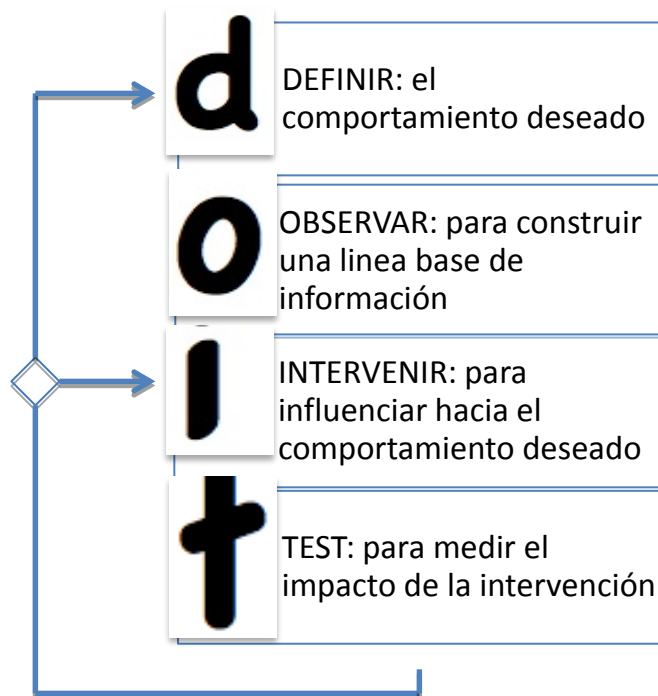 d
DEFINIR: el
comportamiento deseado
o
OBSERVAR: para construir
una linea base de
información
i
INTERVENIR: para
influenciar hacia el
comportamiento deseado
t
TEST: para medir el
impacto de la intervención